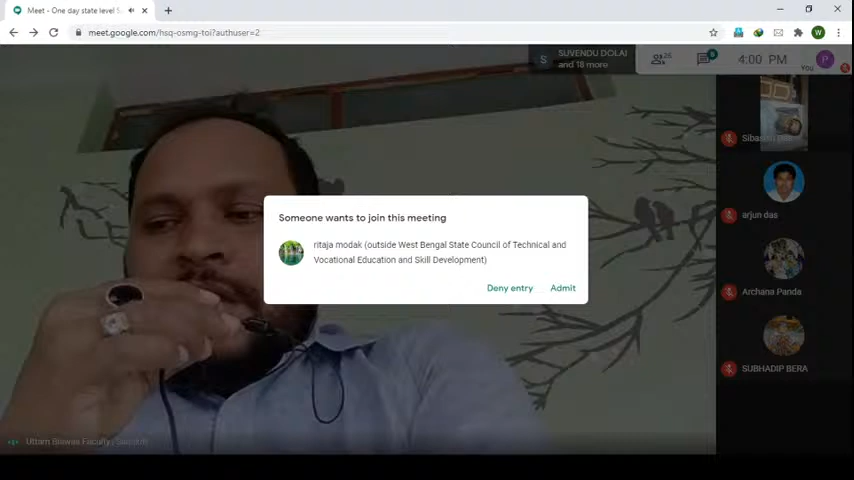 Meet - One day state level S
meet.google.com/hsq-osmg-toi?authuser=2
W
S
SUVENDU DOLAI
and 18 more
25
8
4:00 PM
P
You
Someone wants to join this meeting
ritaja modak (outside West Bengal State Council of Technical and
Vocational Education and Skill Development)
Deny entry
Admit
arjun das
Archana Panda
SUBHADIP BERA
Uttam Biswas Faculty,